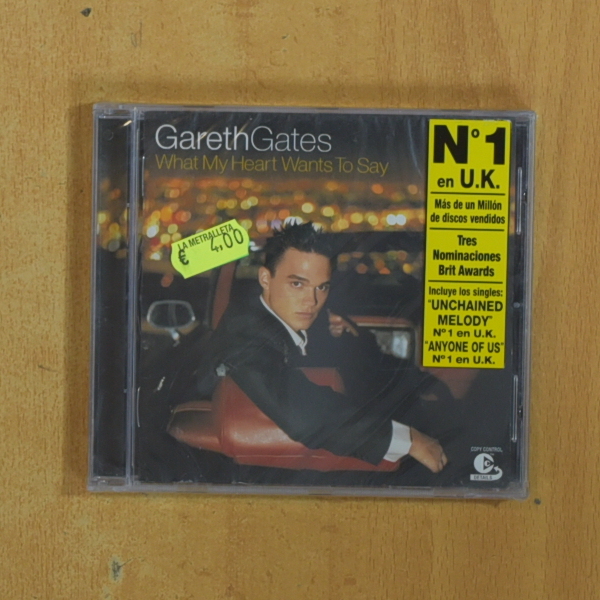 GarethGates
What My Heart Wants To Say
LA METRALLETA
€ 4,00
Nº1
en U.K.
Más de un Millón
de discos vendidos
Tres
Nominaciones
Brit Awards
Incluye los singles:
"UNCHAINED
MELODY"
Nº1 en U.K.
"ANYONE OF US"
Nº1 en U.K.
COPY CONTROL